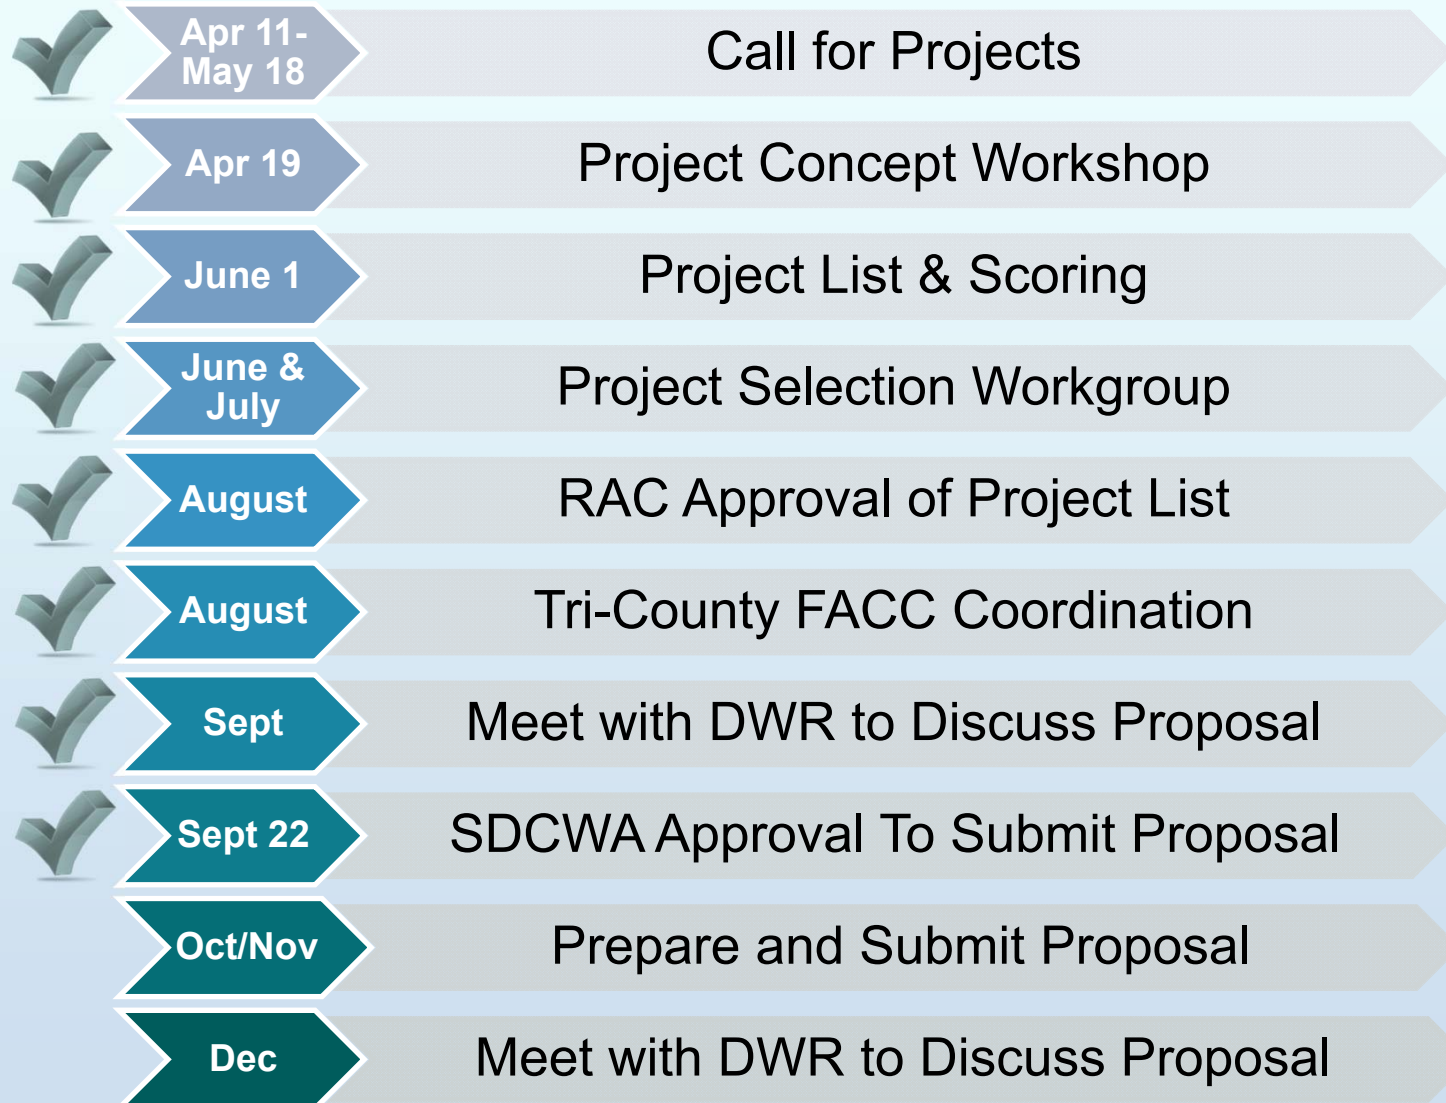 Apr 11-
May 18
Call for Projects
Apr 19
Project Concept Workshop
June 1
Project List & Scoring
June &
July
Project Selection Workgroup
August
RAC Approval of Project List
August
Tri-County FACC Coordination
Sept
Meet with DWR to Discuss Proposal
Sept 22
SDCWA Approval To Submit Proposal
Oct/Nov
Prepare and Submit Proposal
Dec
Meet with DWR to Discuss Proposal